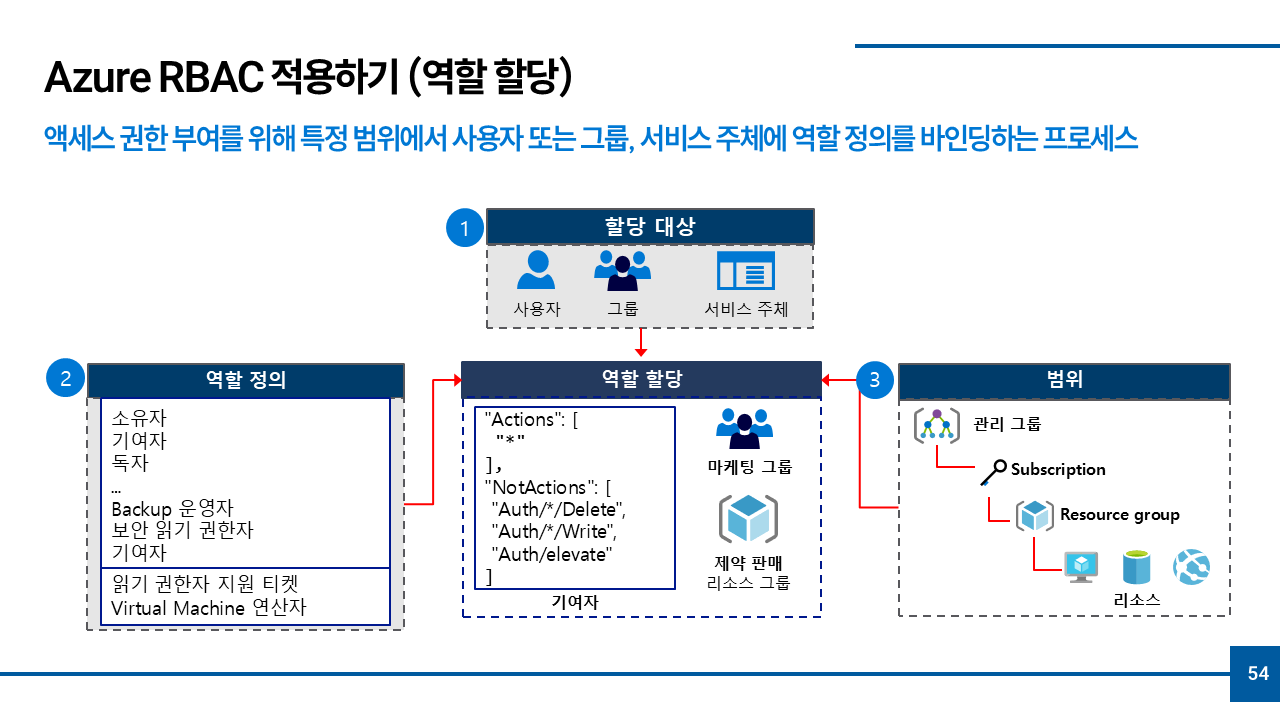 Azure RBAC 적용하기 (역할 할당)
액세스 권한 부여를 위해 특정 범위에서 사용자 또는 그룹, 서비스 주체에 역할 정의를 바인딩하는 프로세스
1
할당 대상
사용자
그룹
서비스 주체
2
역할 정의
소유자
기여자
독자
...
Backup 운영자
보안 읽기 권한자
기여자
읽기 권한자 지원 티켓
Virtual Machine 연산자
역할 할당
"Actions": [
"*"
],
"NotActions": [
"Auth/*/Delete",
"Auth/*/Write",
"Auth/elevate"
]
기여자
마케팅 그룹
제약 판매
리소스 그룹
3
범위
관리 그룹
Subscription
Resource group
리소스
54